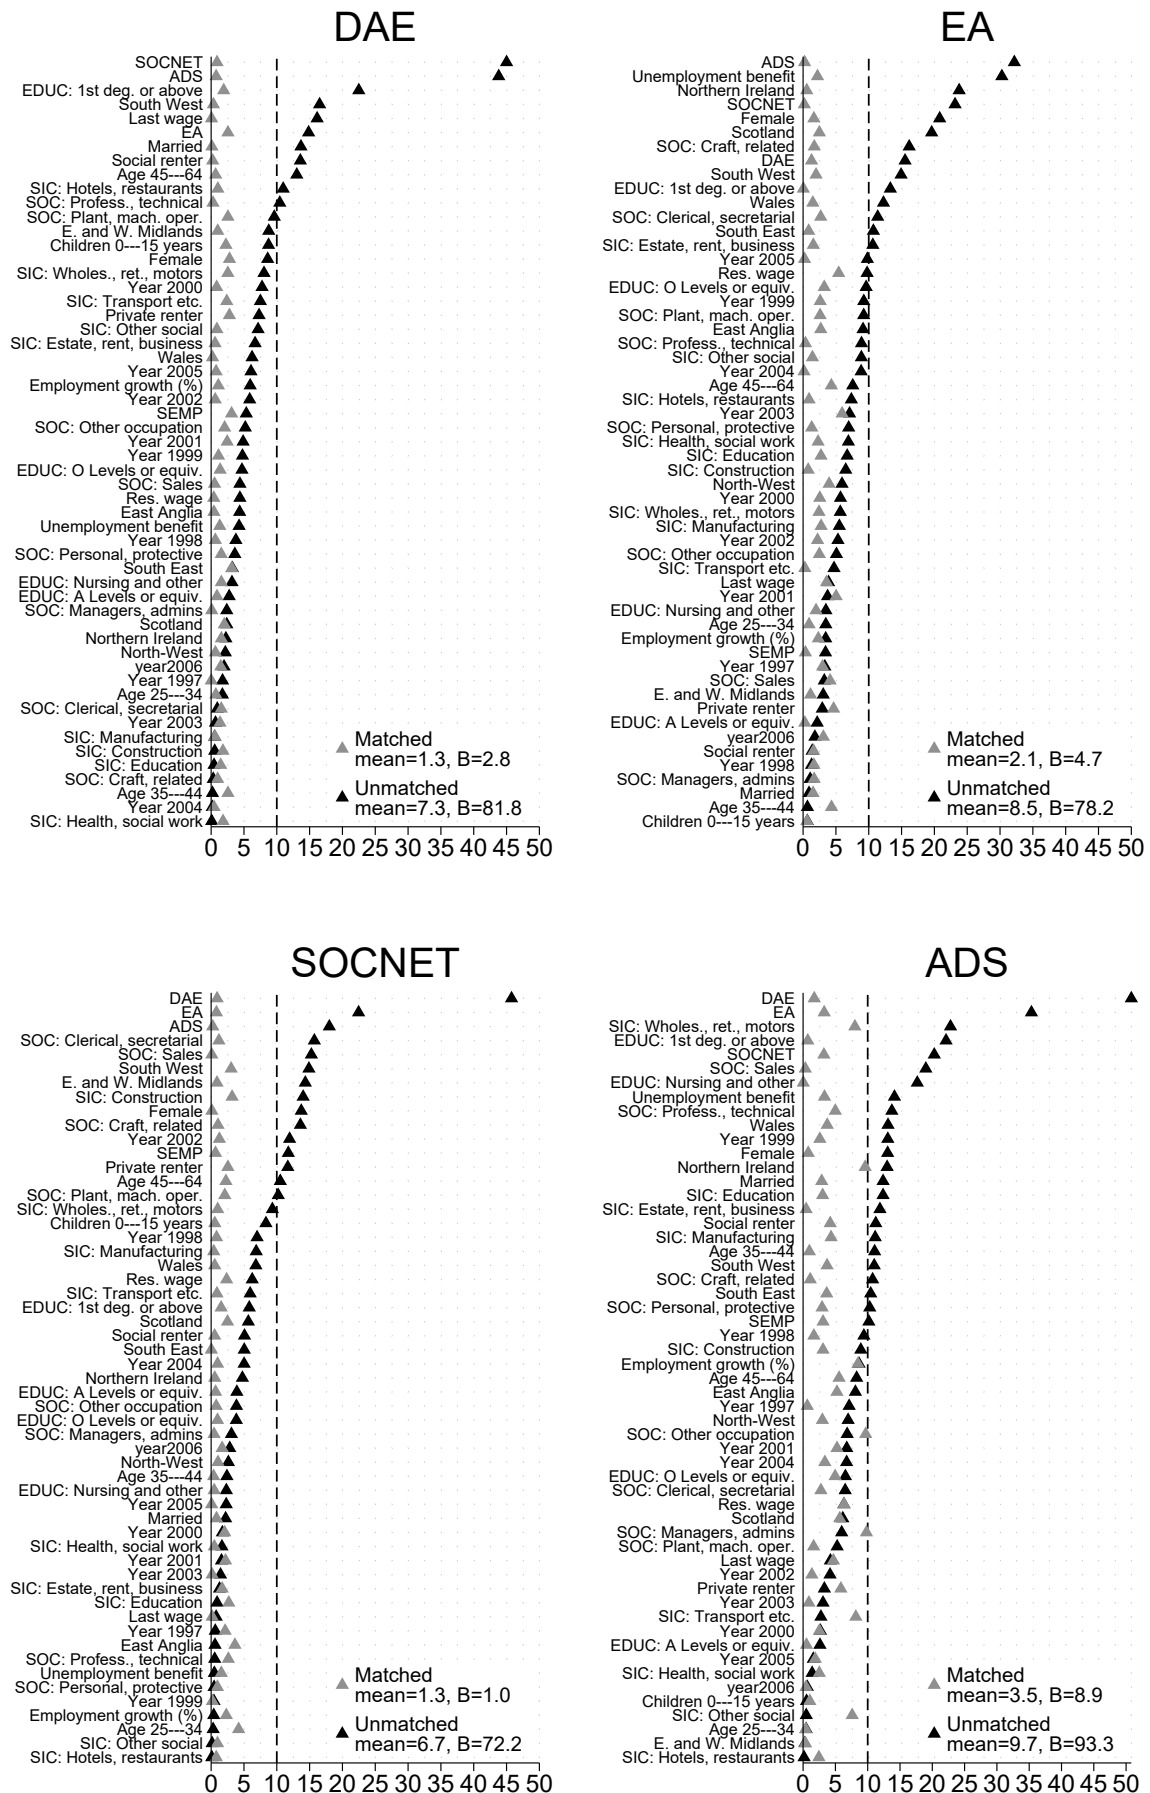 DAE
SOCNET
ADS
EDUC: 1st deg. or above
South West
Last wage
EA
Married
Social renter
Age 45---64
SIC: Hotels, restaurants
SOC: Profess., technical
SOC: Plant, mach. oper.
E. and W. Midlands
Children 0---15 years
Female
SIC: Wholes., ret., motors
Year 2000
SIC: Transport etc.
Private renter
SIC: Other social
SIC: Estate, rent, business
Wales
Year 2005
Employment growth (%)
Year 2002
SEMP
SOC: Other occupation
Year 2001
Year 1999
EDUC: O Levels or equiv.
SOC: Sales
Res. wage
East Anglia
Unemployment benefit
Year 1998
SOC: Personal, protective
South East
EDUC: Nursing and other
EDUC: A Levels or equiv.
SOC: Managers, admins
Scotland
Northern Ireland
North-West
year2006
Year 1997
Age 25---34
SOC: Clerical, secretarial
Year 2003
SIC: Manufacturing
SIC: Construction
SIC: Education
SOC: Craft, related
Age 35---44
Year 2004
SIC: Health, social work
Matched
mean=1.3, B=2.8
Unmatched
mean=7.3, B=81.8
0 5 10 15 20 25 30 35 40 45 50
EA
ADS
Unemployment benefit
Northern Ireland
SOCNET
Female
Scotland
SOC: Craft, related
DAE
South West
EDUC: 1st deg. or above
Wales
SOC: Clerical, secretarial
South East
SIC: Estate, rent, business
Year 2005
Res. wage
EDUC: O Levels or equiv.
Year 1999
SOC: Plant, mach. oper.
East Anglia
SOC: Profess., technical
SIC: Other social
Year 2004
Age 45---64
SIC: Hotels, restaurants
Year 2003
SOC: Personal, protective
SIC: Health, social work
SIC: Education
SIC: Construction
North-West
Year 2000
SIC: Wholes., ret., motors
SIC: Manufacturing
Year 2002
SOC: Other occupation
SIC: Transport etc.
Last wage
Year 2001
EDUC: Nursing and other
Age 25---34
Employment growth (%)
SEMP
Year 1997
SOC: Sales
E. and W. Midlands
Private renter
EDUC: A Levels or equiv.
year2006
Social renter
Year 1998
SOC: Managers, admins
Married
Age 35---44
Children 0---15 years
Matched
mean=2.1, B=4.7
Unmatched
mean=8.5, B=78.2
0 5 10 15 20 25 30 35 40 45 50
SOCNET
DAE
EA
ADS
SOC: Clerical, secretarial
SOC: Sales
South West
E. and W. Midlands
SIC: Construction
Female
SOC: Craft, related
Year 2002
SEMP
Private renter
Age 45---64
SOC: Plant, mach. oper.
SIC: Wholes., ret., motors
Children 0---15 years
Year 1998
SIC: Manufacturing
Wales
Res. wage
SIC: Transport etc.
EDUC: 1st deg. or above
Scotland
Social renter
South East
Year 2004
Northern Ireland
EDUC: A Levels or equiv.
SOC: Other occupation
EDUC: O Levels or equiv.
SOC: Managers, admins
year2006
North-West
Age 35---44
EDUC: Nursing and other
Year 2005
Married
Year 2000
SIC: Health, social work
Year 2001
Year 2003
SIC: Estate, rent, business
SIC: Education
Last wage
Year 1997
East Anglia
SOC: Profess., technical
Unemployment benefit
SOC: Personal, protective
Year 1999
Employment growth (%)
Age 25---34
SIC: Other social
SIC: Hotels, restaurants
Matched
mean=1.3, B=1.0
Unmatched
mean=6.7, B=72.2
0 5 10 15 20 25 30 35 40 45 50
ADS
DAE
EA
SIC: Wholes., ret., motors
EDUC: 1st deg. or above
SOCNET
SOC: Sales
EDUC: Nursing and other
Unemployment benefit
SOC: Profess., technical
Wales
Year 1999
Female
Northern Ireland
Married
SIC: Education
SIC: Estate, rent, business
Social renter
SIC: Manufacturing
Age 35---44
South West
SOC: Craft, related
South East
SOC: Personal, protective
SEMP
Year 1998
SIC: Construction
Employment growth (%)
Age 45---64
East Anglia
Year 1997
North-West
SOC: Other occupation
Year 2001
Year 2004
EDUC: O Levels or equiv.
SOC: Clerical, secretarial
Res. wage
Scotland
SOC: Managers, admins
SOC: Plant, mach. oper.
Last wage
Year 2002
Private renter
Year 2003
SIC: Transport etc.
Year 2000
EDUC: A Levels or equiv.
Year 2005
SIC: Health, social work
year2006
Children 0---15 years
SIC: Other social
Age 25---34
E. and W. Midlands
SIC: Hotels, restaurants
Matched
mean=3.5, B=8.9
Unmatched
mean=9.7, B=93.3
0 5 10 15 20 25 30 35 40 45 50